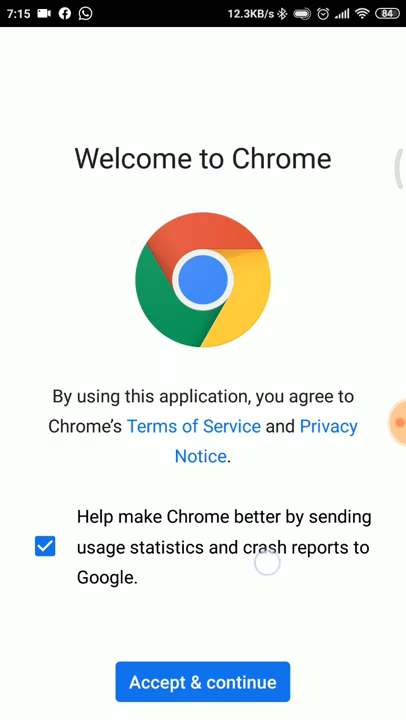 7:15 12.3KB/s 84
Welcome to Chrome
By using this application, you agree to
Chrome's Terms of Service and Privacy
Notice.
Help make Chrome better by sending
usage statistics and crash reports to
Google.
Accept & continue